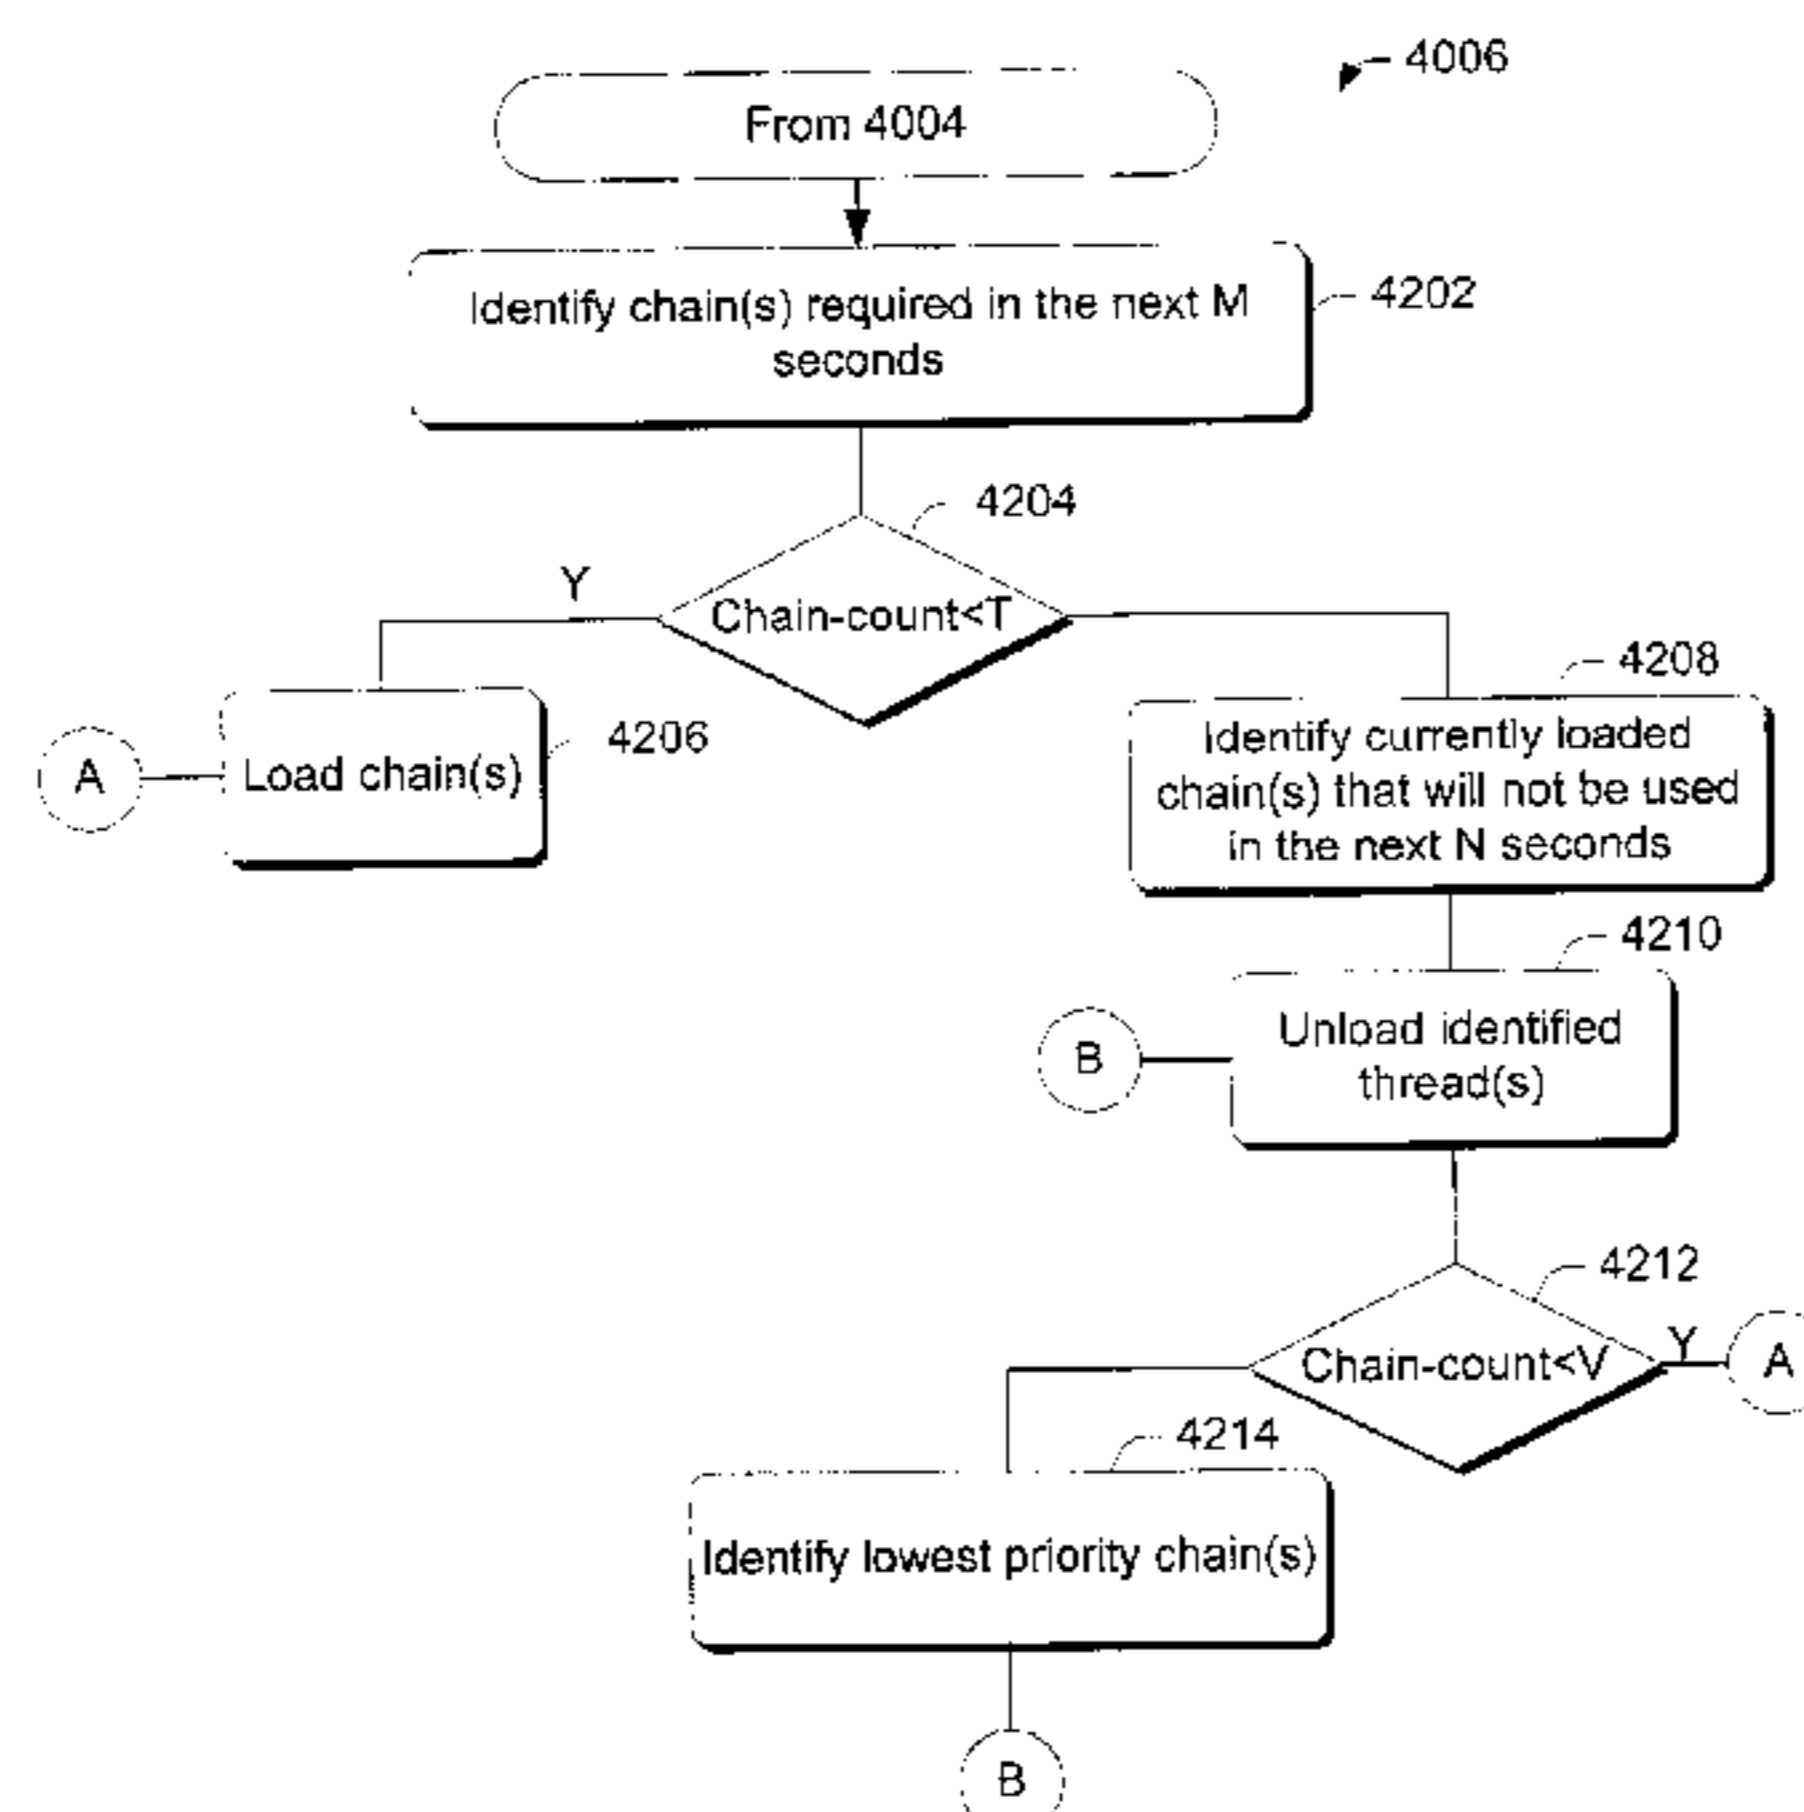 4006
From 4004
Identify chain(s) required in the next M
seconds
4202
4204
Y
Chain-count<T
4208
Identify currently loaded
chain(s) that will not be used
in the next N seconds
4206
A
Load chain(s)
4210
Unload identified
thread(s)
B
4212
Chain-count<V
Y
A
4214
Identify lowest priority chain(s)
B